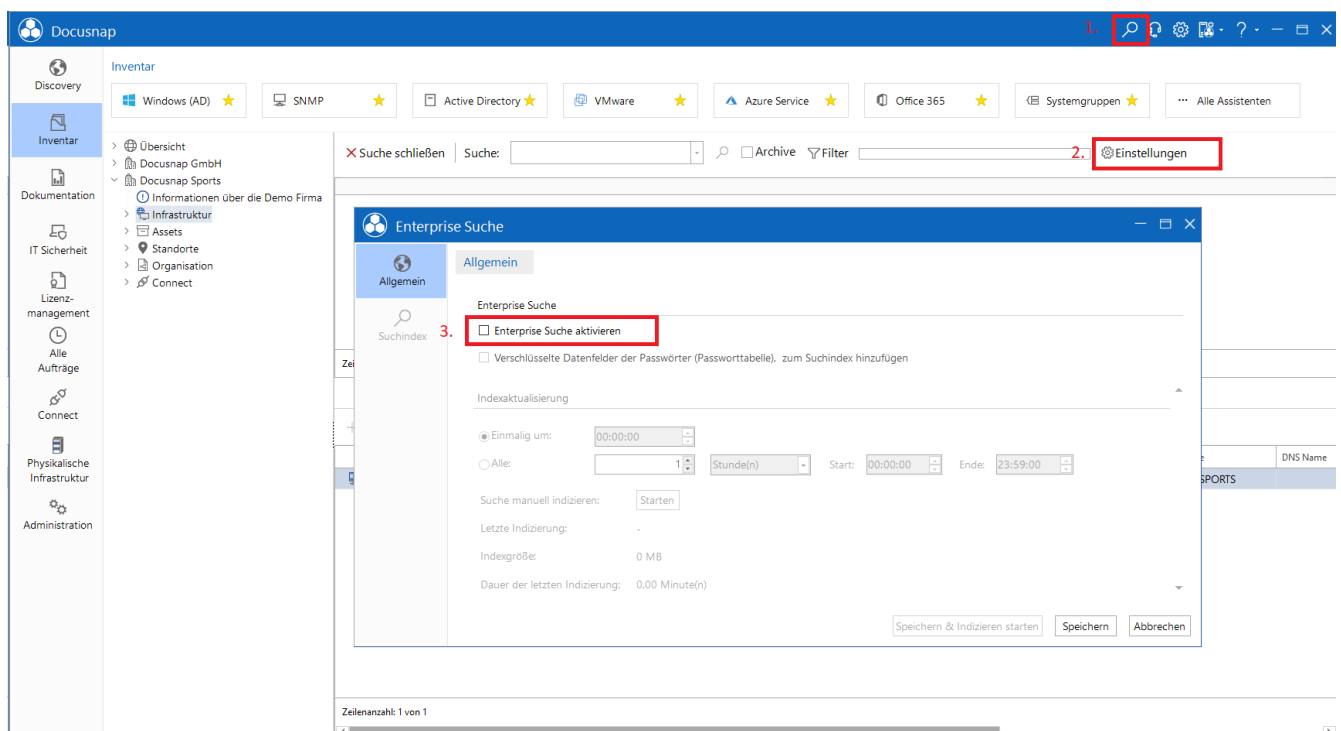 Docusnap
1.
Discovery
Inventar
Dokumentation
IT Sicherheit
Lizenz-
management
Alle
Aufträge
Connect
Physikalische
Infrastruktur
Administration
Inventar
Windows (AD)
SNMP
Active Directory
VMware
Azure Service
Office 365
Systemgruppen
Alle Assistenten
Übersicht
Docusnap GmbH
Docusnap Sports
Informationen über die Demo Firma
Infrastruktur
Assets
Standorte
Organisation
Connect
Suche schließen Suche: Archive Filter 2. Einstellungen
Enterprise Suche
Allgemein
Suchindex
Allgemein
Enterprise Suche
3. Enterprise Suche aktivieren
Verschlüsselte Datenfelder der Passwörter (Passworttabelle), zum Suchindex hinzufügen
Indexaktualisierung
Einmalig um: 00:00:00
Alle: 1 Stunde(n) Start: 00:00:00 Ende: 23:59:00
Suche manuell indizieren: Starten
Letzte Indizierung: -
Indexgröße: 0 MB
Dauer der letzten Indizierung: 0,00 Minute(n)
Speichern & Indizieren starten Speichern Abbrechen
Zei
DNS Name
SPORTS
Zeilenanzahl: 1 von 1